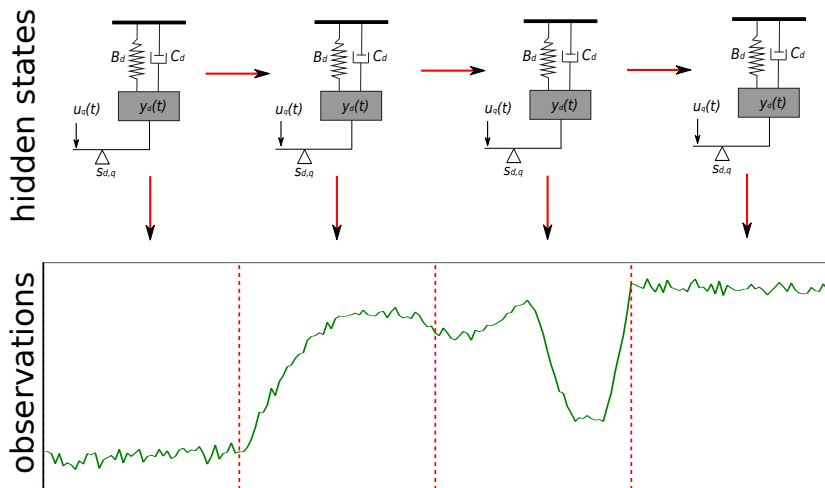 hidden states
B_d C_d
y_d(t)
u_q(t)
s_d,q
B_d C_d
y_d(t)
u_q(t)
s_d,q
B_d C_d
y_d(t)
u_q(t)
s_d,q
B_d C_d
y_d(t)
u_q(t)
s_d,q
observations